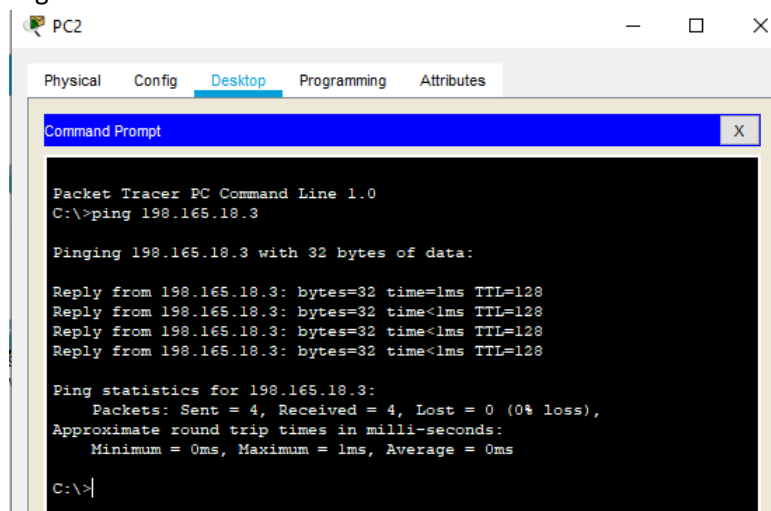 PC2
Physical Config Desktop Programming Attributes
Command Prompt
X
Packet Tracer PC Command Line 1.0
C:\>ping 198.165.18.3
Pinging 198.165.18.3 with 32 bytes of data:
Reply from 198.165.18.3: bytes=32 time=1ms TTL=128
Reply from 198.165.18.3: bytes=32 time<1ms TTL=128
Reply from 198.165.18.3: bytes=32 time<1ms TTL=128
Reply from 198.165.18.3: bytes=32 time<1ms TTL=128
Ping statistics for 198.165.18.3:
Packets: Sent = 4, Received = 4, Lost = 0 (0% loss),
Approximate round trip times in milli-seconds:
Minimum = 0ms, Maximum = 1ms, Average = 0ms
C:\>